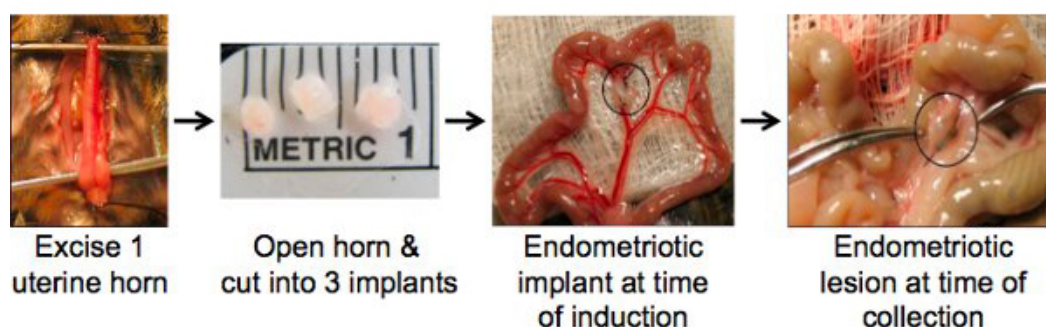 METRIC 1
Excise 1
uterine horn
Open horn &
cut into 3 implants
Endometriotic
implant at time
of induction
Endometriotic
lesion at time of
collection